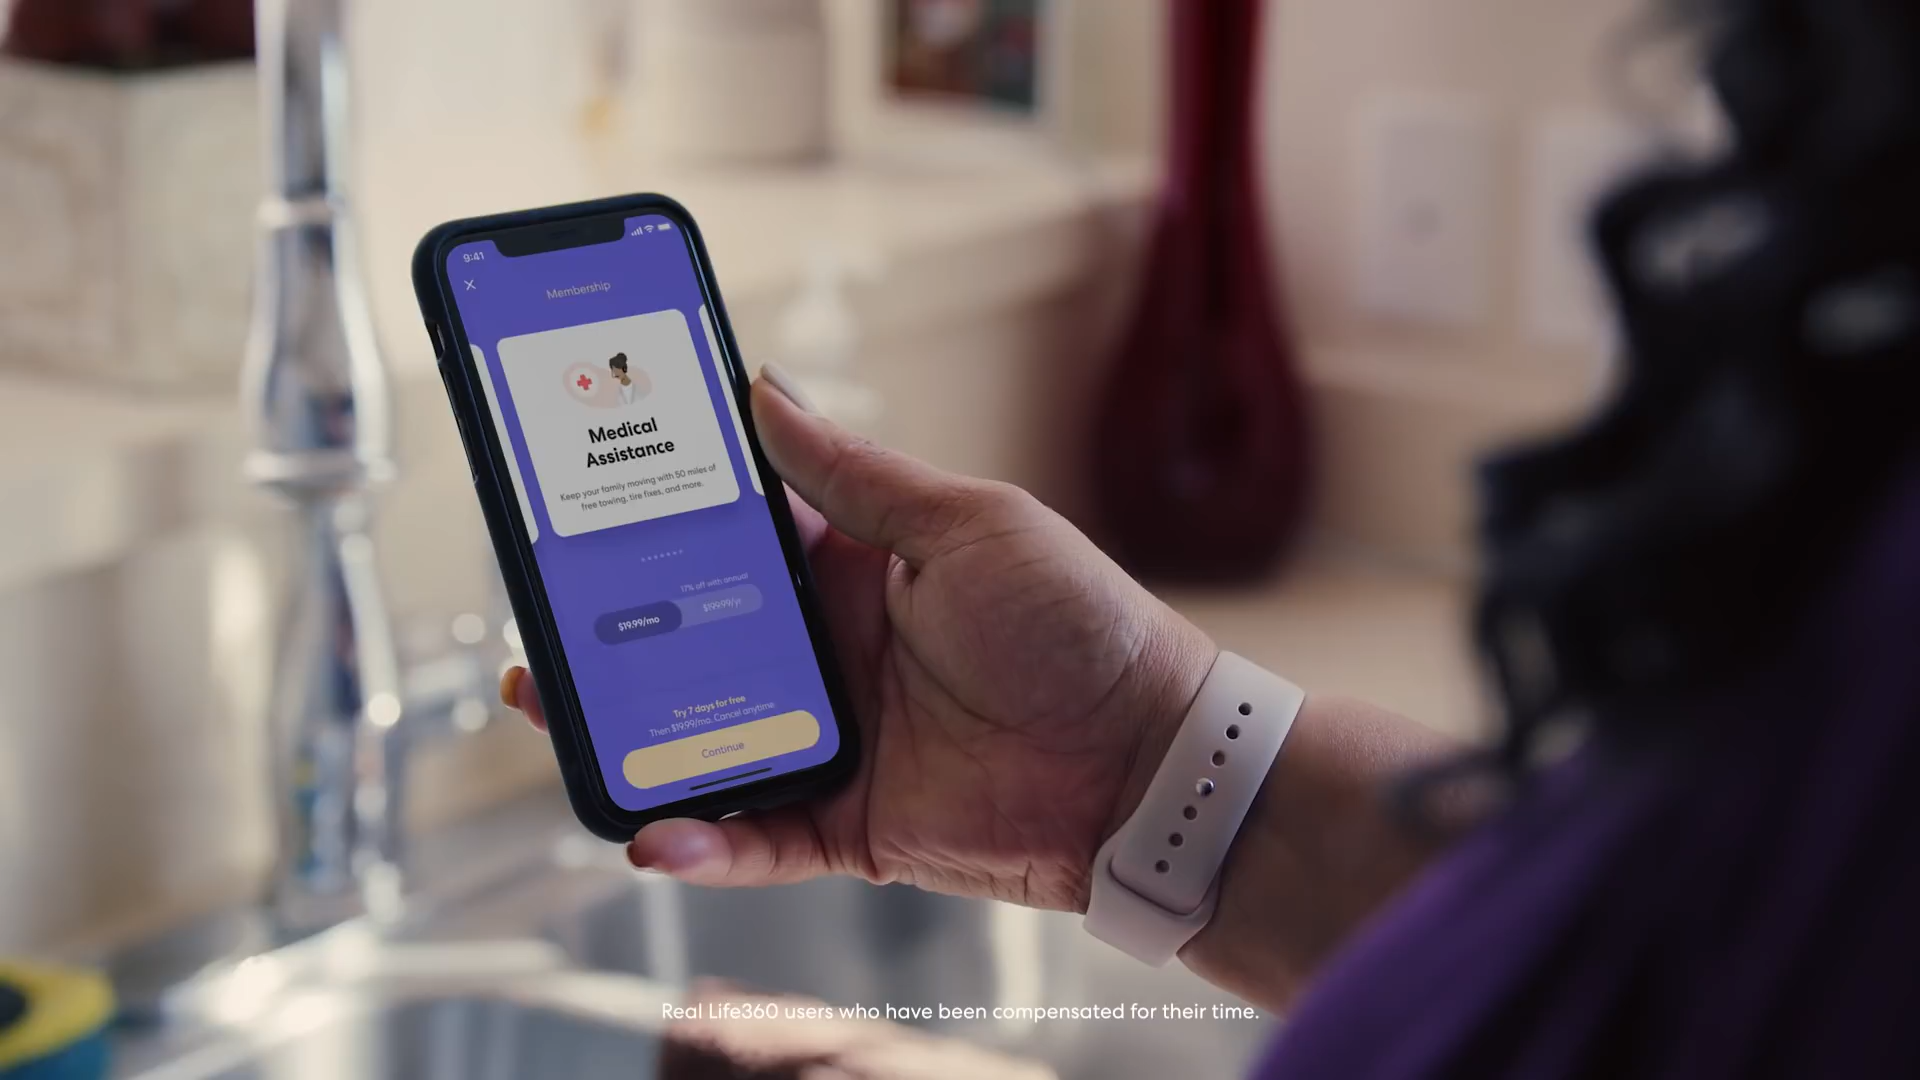 9:41
Membership
Medical
Assistance
Keep your family moving with 50 miles of
free towing, tire fixes, and more.
17% off with annual
$19.99/mo
$199.99/yr
Try 7 days for free
Then $19.99/mo. Cancel anytime
Continue
Real Life360 users who have been compensated for their time.